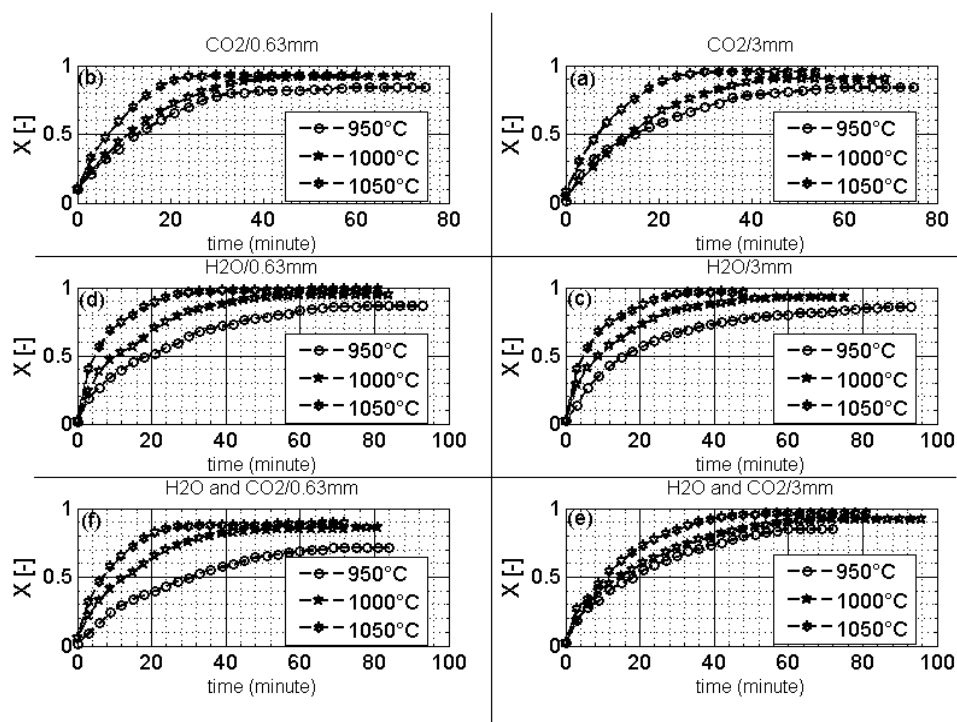 CO2/0.63mm
(b)
X [-]
1
0.5
0
950°C
1000°C
1050°C
0 20 40 60 80
time (minute)
CO2/3mm
(a)
X [-]
1
0.5
0
950°C
1000°C
1050°C
0 20 40 60 80
time (minute)
H2O/0.63mm
(d)
X [-]
1
0.5
0
950°C
1000°C
1050°C
0 20 40 60 80 100
time (minute)
H2O/3mm
(c)
X [-]
1
0.5
0
950°C
1000°C
1050°C
0 20 40 60 80 100
time (minute)
H2O and CO2/0.63mm
(f)
X [-]
1
0.5
0
950°C
1000°C
1050°C
0 20 40 60 80 100
time (minute)
H2O and CO2/3mm
(e)
X [-]
1
0.5
0
950°C
1000°C
1050°C
0 20 40 60 80 100
time (minute)